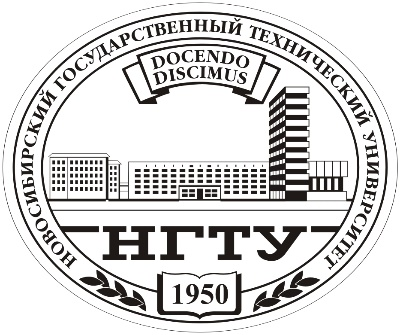 НОВОСИБИРСКИЙ ГОСУДАРСТВЕННЫЙ ТЕХНИЧЕСКИЙ УНИВЕРСИТЕТ
DOCENDO
DISCIMUS
НГТУ
1950